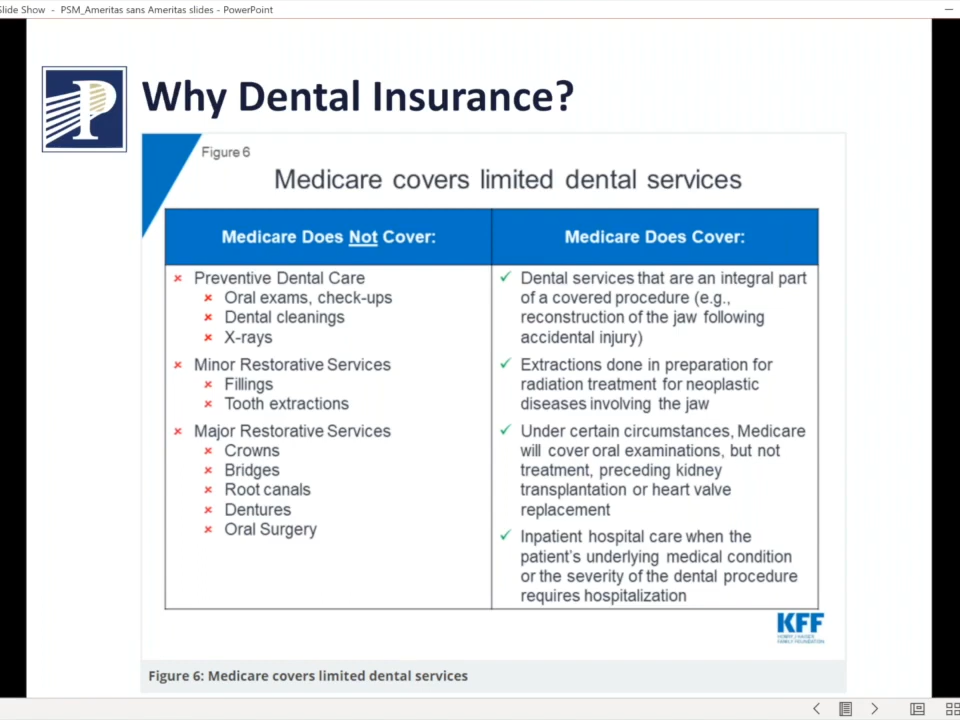 Slide Show - PSM_Ameritas sans Ameritas slides - PowerPoint
P
Why Dental Insurance?
Figure 6
Medicare covers limited dental services
Medicare Does Not Cover:
Preventive Dental Care
Oral exams, check-ups
Dental cleanings
X-rays
Minor Restorative Services
Fillings
Tooth extractions
Major Restorative Services
Crowns
Bridges
Root canals
Dentures
Oral Surgery
Medicare Does Cover:
Dental services that are an integral part
of a covered procedure (e.g.,
reconstruction of the jaw following
accidental injury)
Extractions done in preparation for
radiation treatment for neoplastic
diseases involving the jaw
Under certain circumstances, Medicare
will cover oral examinations, but not
treatment, preceding kidney
transplantation or heart valve
replacement
Inpatient hospital care when the
patient's underlying medical condition
or the severity of the dental procedure
requires hospitalization
KFF
HENRY J KAISER
FAMILY FOUNDATION
Figure 6: Medicare covers limited dental services